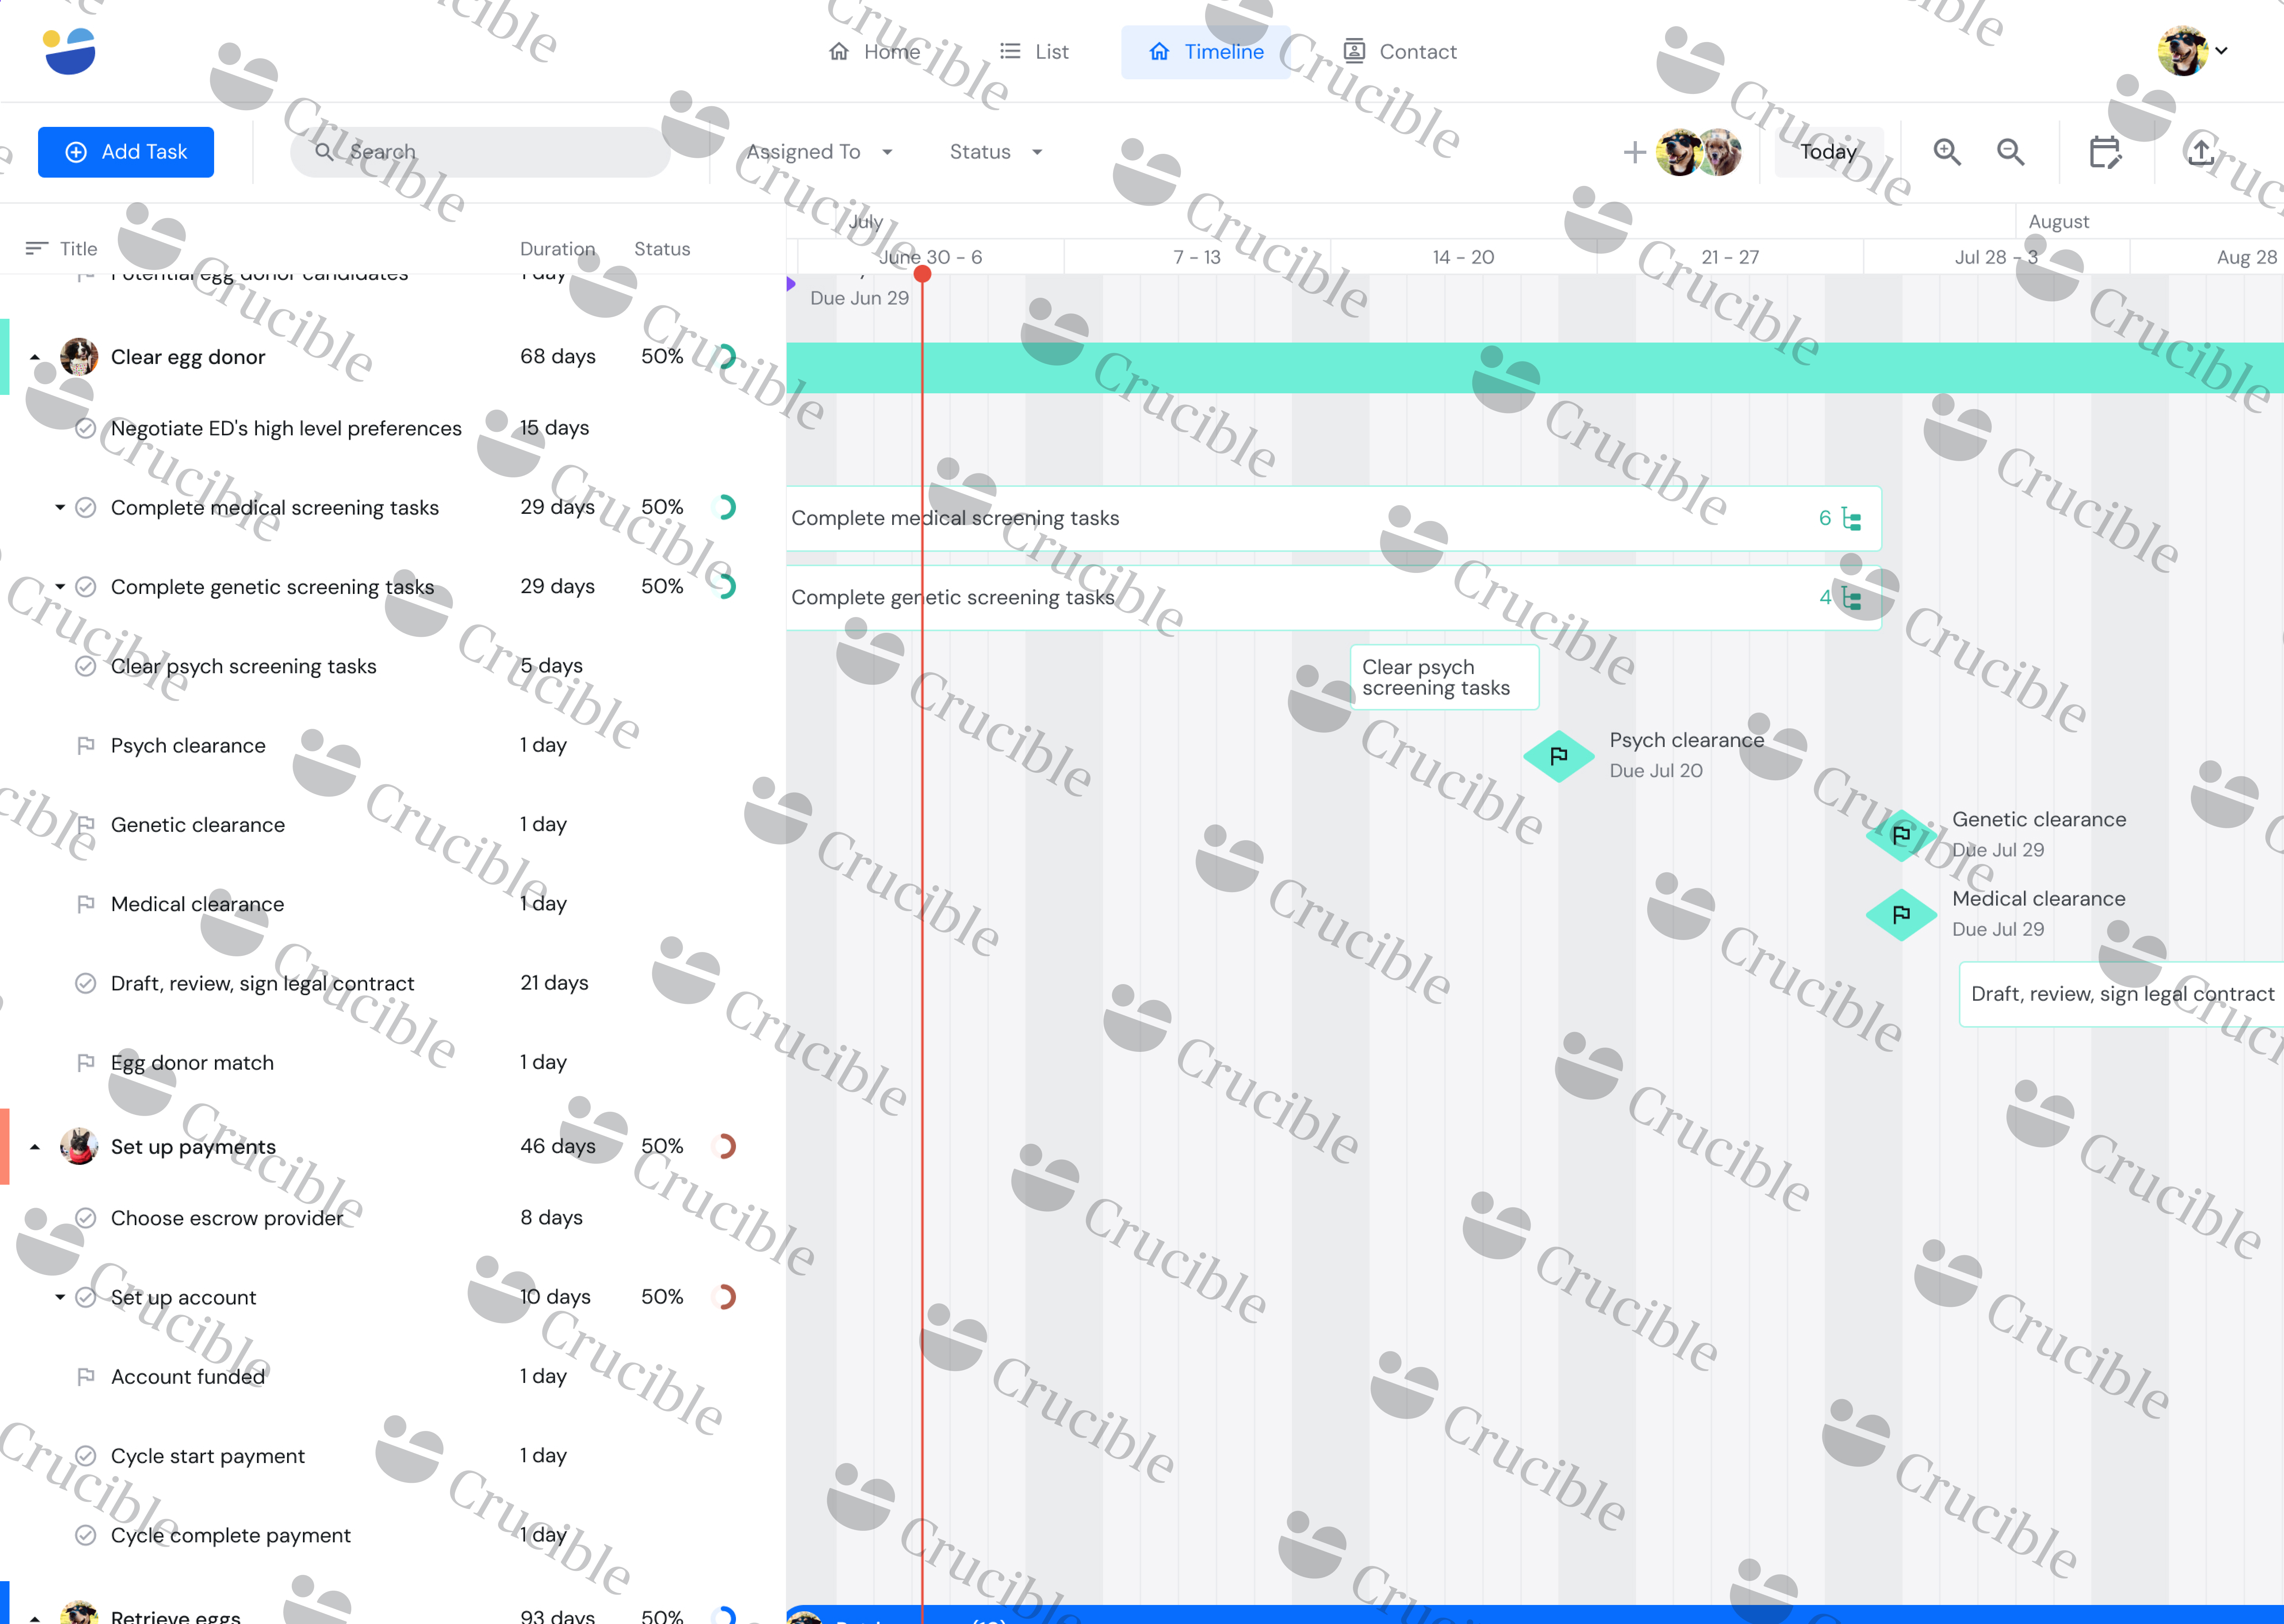 Home
List
Timeline
Contact
Add Task
Search
Assigned To
Status
Today
Title
Duration
Status
July
August
June 30 - 6
7 - 13
14 - 20
21 - 27
Jul 28 - 3
Aug 28
Potential egg donor candidates
1 day
Due Jun 29
Clear egg donor
68 days
50%
Negotiate ED's high level preferences
15 days
Complete medical screening tasks
29 days
50%
Complete medical screening tasks
6
Complete genetic screening tasks
29 days
50%
Complete genetic screening tasks
4
Clear psych screening tasks
5 days
Clear psych
screening tasks
Psych clearance
1 day
Psych clearance
Due Jul 20
Genetic clearance
1 day
Genetic clearance
Due Jul 29
Medical clearance
1 day
Medical clearance
Due Jul 29
Draft, review, sign legal contract
21 days
Draft, review, sign legal contract
Egg donor match
1 day
Set up payments
46 days
50%
Choose escrow provider
8 days
Set up account
10 days
50%
Account funded
1 day
Cycle start payment
1 day
Cycle complete payment
1 day
Retrieve eggs
93 days
50%
Crucible